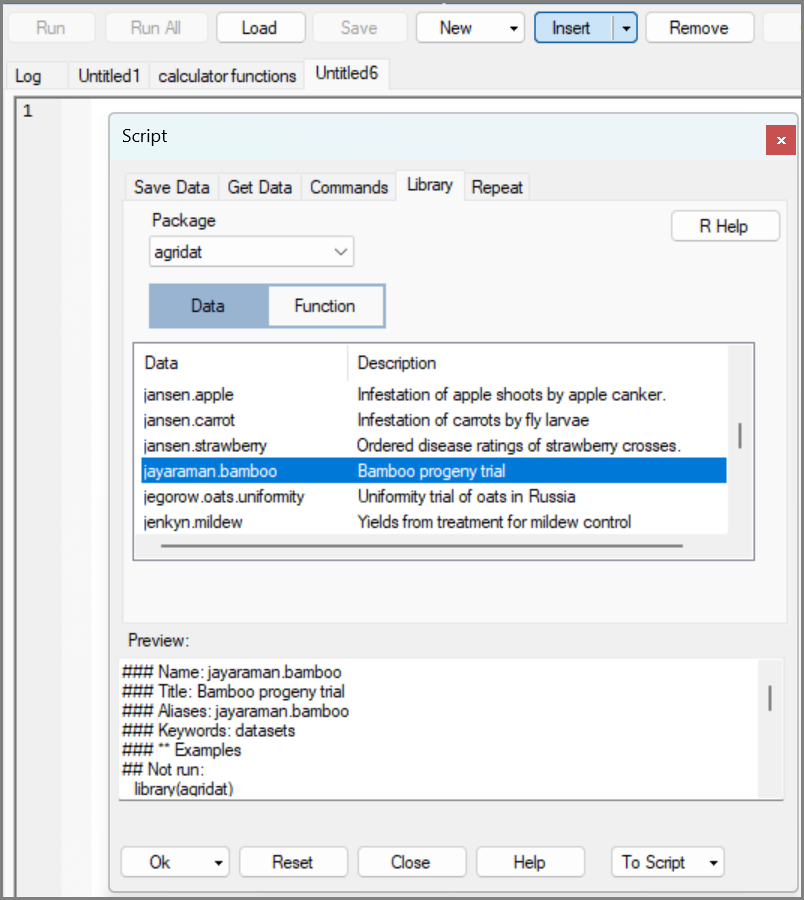 Run Run All Load Save New Insert Remove
Log Untitled1 calculator functions Untitled6
1
Script
Save Data Get Data Commands Library Repeat
Package
R Help
agridat
Data Function
Data Description
jansen.apple Infestation of apple shoots by apple canker.
jansen.carrot Infestation of carrots by fly larvae
jansen.strawberry Ordered disease ratings of strawberry crosses.
jayaraman.bamboo Bamboo progeny trial
jegorow.oats.uniformity Uniformity trial of oats in Russia
jenkyn.mildew Yields from treatment for mildew control
Preview:
### Name: jayaraman.bamboo
### Title: Bamboo progeny trial
### Aliases: jayaraman.bamboo
### Keywords: datasets
### ** Examples
## Not run:
library(agridat)
Ok Reset Close Help To Script